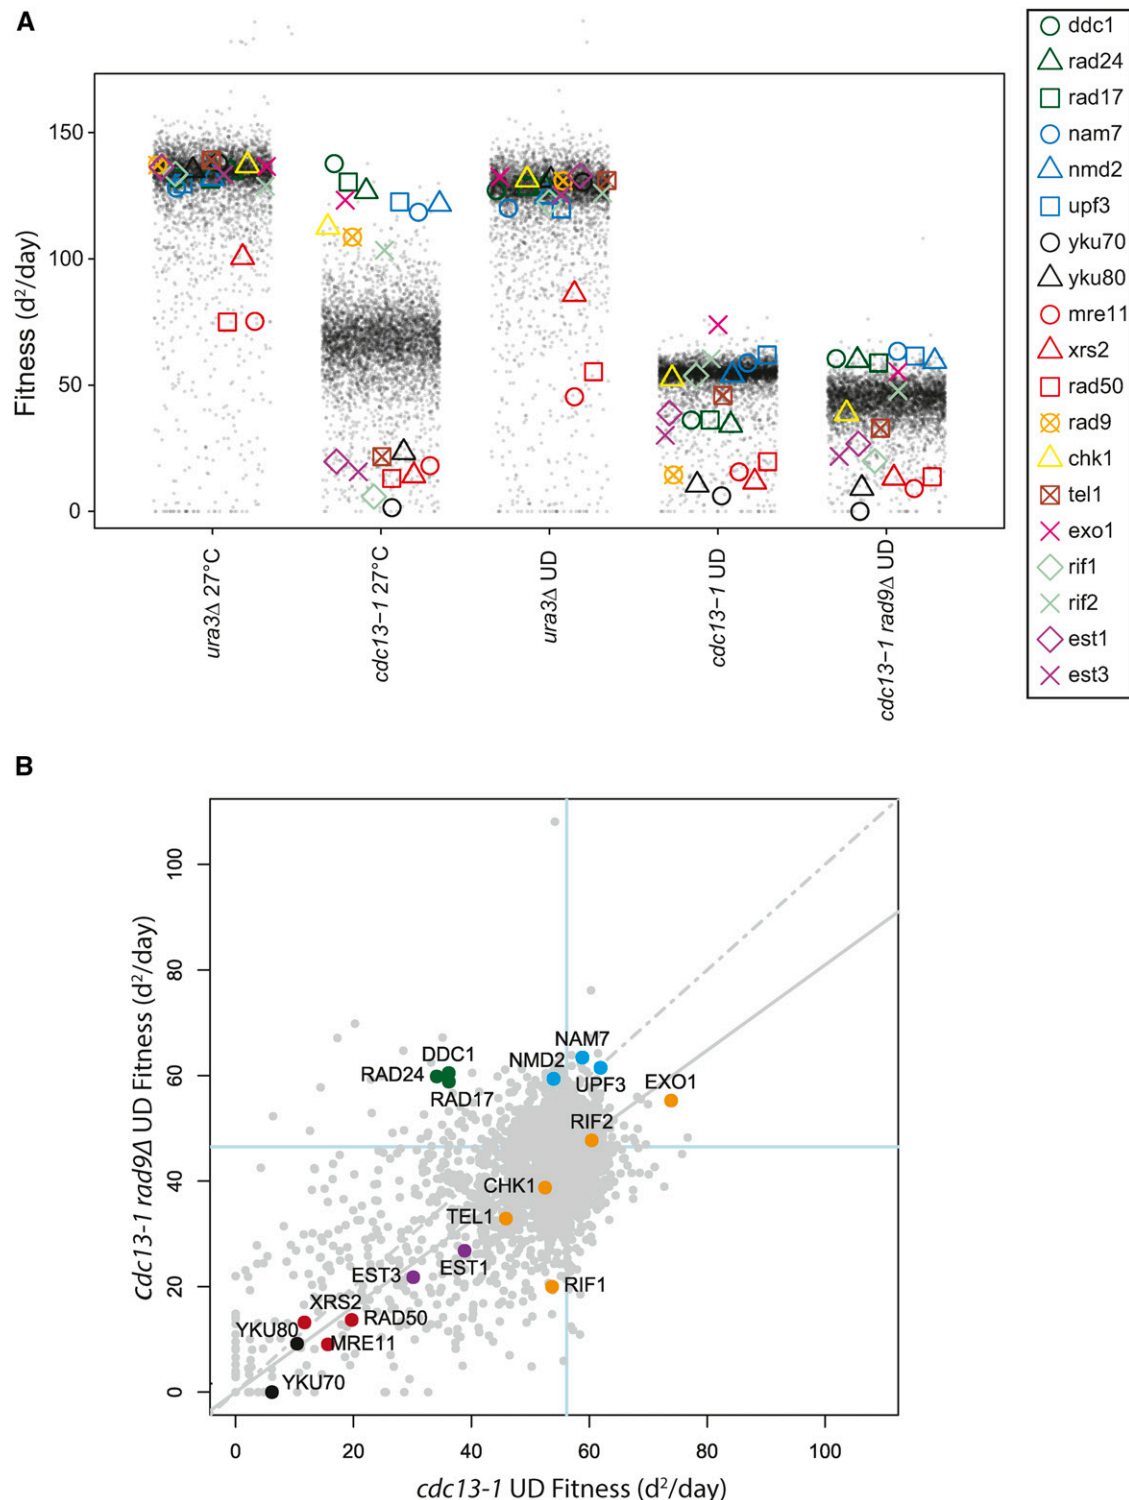 A
Fitness (d²/day)
150
100
50
0
ura3Δ 27°C
cdc13−1 27°C
ura3Δ UD
cdc13−1 UD
cdc13−1 rad9Δ UD
ddc1
rad24
rad17
nam7
nmd2
upf3
yku70
yku80
mre11
xrs2
rad50
rad9
chk1
tel1
exo1
rif1
rif2
est1
est3
B
cdc13-1 rad9Δ UD Fitness (d²/day)
100
80
60
40
20
0
NAM7
DDC1
NMD2
RAD24
UPF3
EXO1
RAD17
RIF2
CHK1
TEL1
EST1
EST3
RIF1
XRS2
RAD50
YKU80
MRE11
YKU70
0 20 40 60 80 100
cdc13-1 UD Fitness (d²/day)